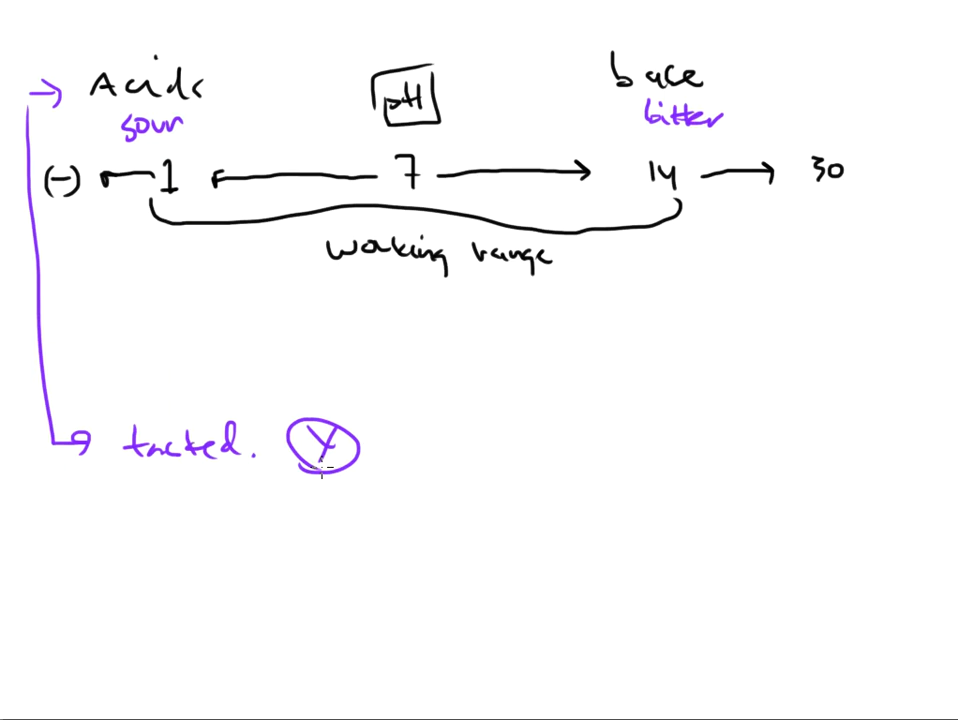 Acids pH base
sour bitter
(-) 1 7 14 30
working range
tasted. Y